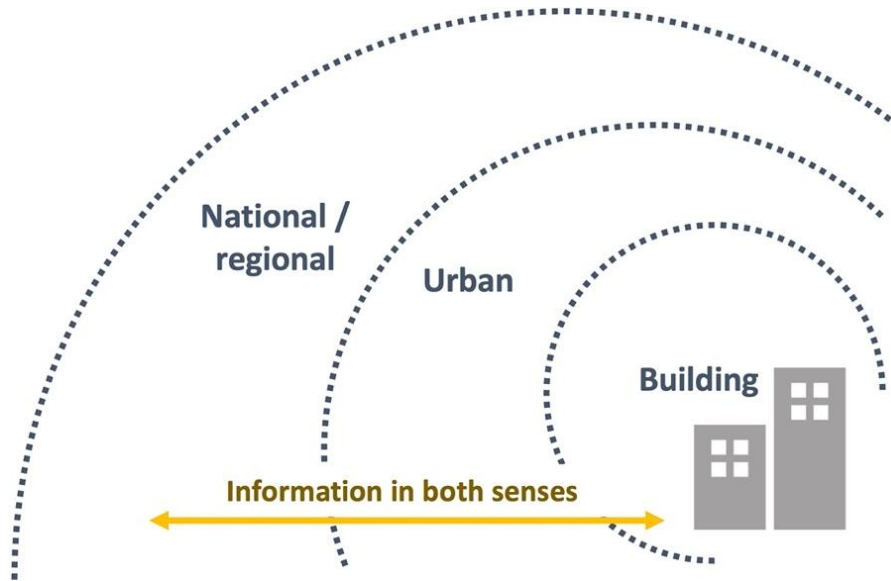 National /
regional
Urban
Building
Information in both senses